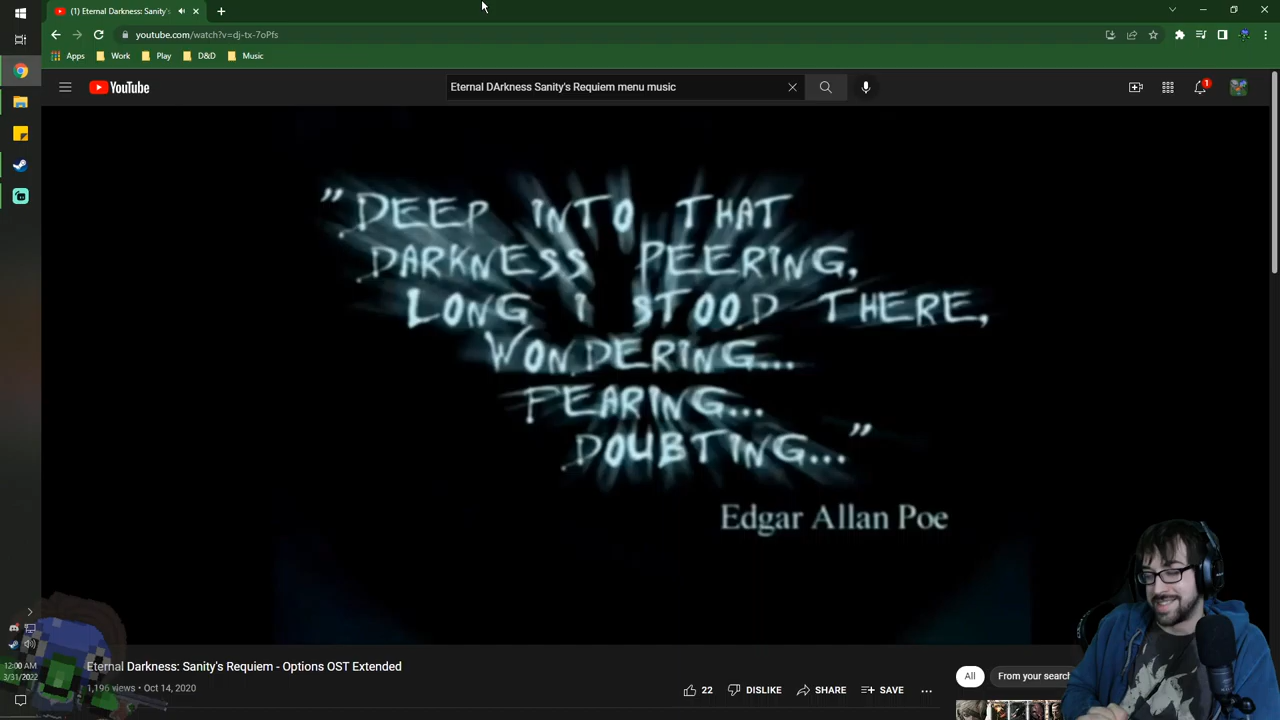 (1) Eternal Darkness: Sanity's
youtube.com/watch?v=dj-tx-7oPfs
Apps Work Play D&D Music
YouTube
Eternal DArkness Sanity's Requiem menu music
1
"DEEP INTO THAT
DARKNESS PEERING,
LONG I STOOD THERE,
WONDERING...
FEARING...
DOUBTING..."
Edgar Allan Poe
12:00 AM
3/31/2022
Eternal Darkness: Sanity's Requiem - Options OST Extended
1,196 views • Oct 14, 2020
22 DISLIKE SHARE SAVE
All From your search